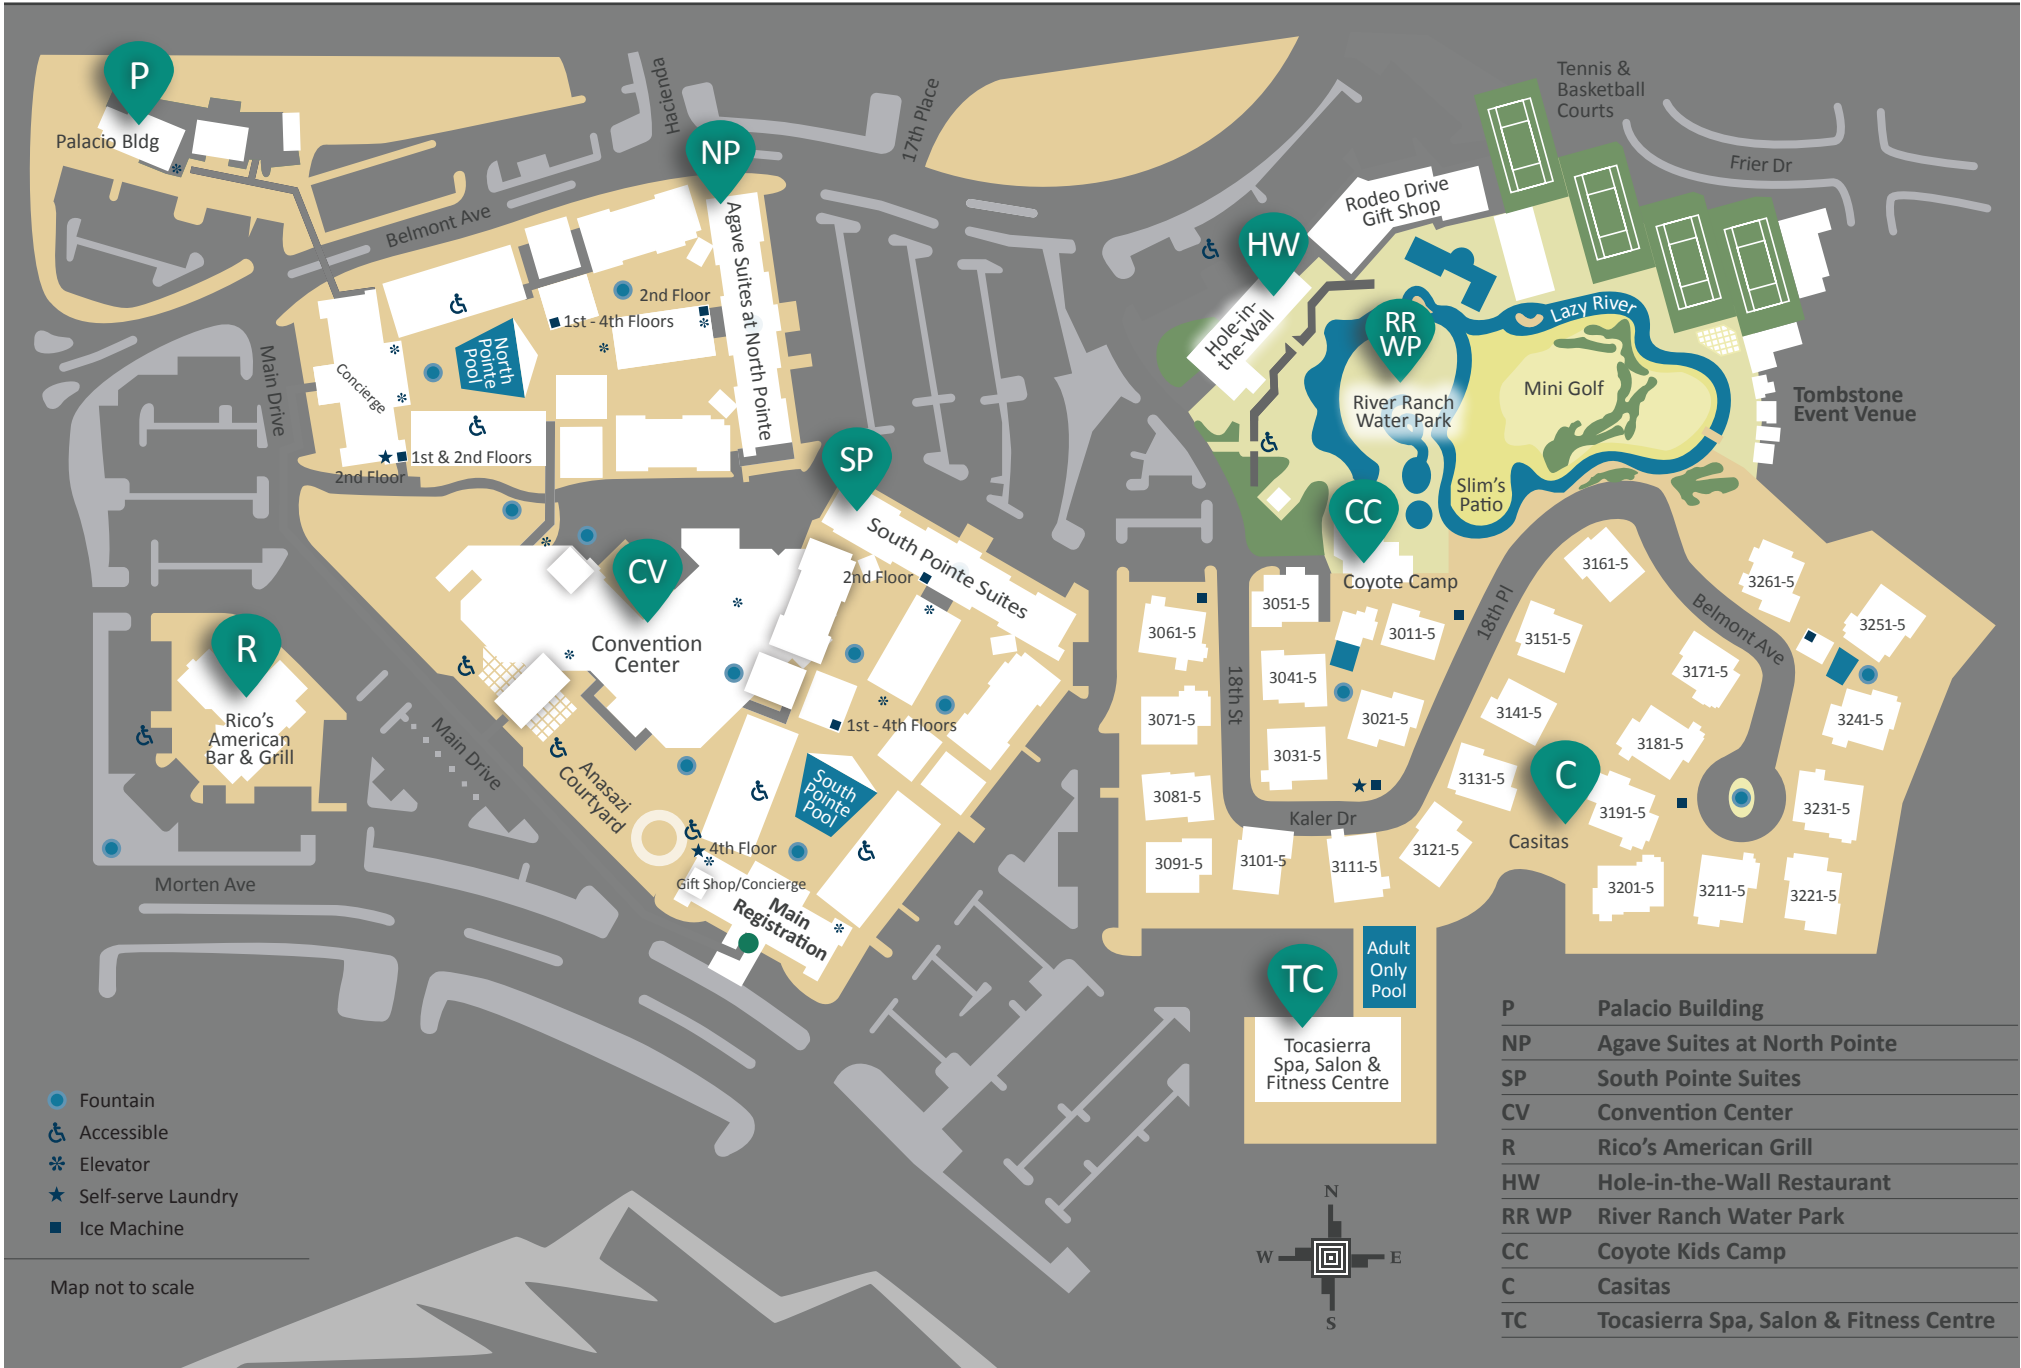 P
Palacio Bldg
Hacienda
NP
17th Place
Belmont Ave
Agave Suites at North Pointe
2nd Floor
1st - 4th Floors
North
Pointe
Pool
Concierge
Main Drive
1st & 2nd Floors
2nd Floor
SP
South Pointe Suites
2nd Floor
CV
Convention
Center
1st - 4th Floors
South
Pointe
Pool
R
Rico's
American
Bar & Grill
Main Drive
Anasazi
Courtyard
4th Floor
Gift Shop/Concierge
Main
Registration
Morten Ave
Tennis &
Basketball
Courts
Frier Dr
Rodeo Drive
Gift Shop
HW
Hole-in-
the-Wall
RR
WP
River Ranch
Water Park
Lazy River
Mini Golf
Tombstone
Event Venue
Slim's
Patio
CC
Coyote Camp
18th Pl
Belmont Ave
18th St
Kaler Dr
3051-5
3061-5
3011-5
3041-5
3071-5
3021-5
3031-5
3081-5
3091-5
3101-5
3111-5
3121-5
3131-5
3141-5
3151-5
3161-5
3171-5
3181-5
3191-5
3201-5
3211-5
3221-5
3231-5
3241-5
3251-5
3261-5
C
Casitas
TC
Adult
Only
Pool
Tocasierra
Spa, Salon &
Fitness Centre
Fountain
Accessible
Elevator
Self-serve Laundry
Ice Machine
Map not to scale
N
W E
S
P Palacio Building
NP Agave Suites at North Pointe
SP South Pointe Suites
CV Convention Center
R Rico's American Grill
HW Hole-in-the-Wall Restaurant
RR WP River Ranch Water Park
CC Coyote Kids Camp
C Casitas
TC Tocasierra Spa, Salon & Fitness Centre